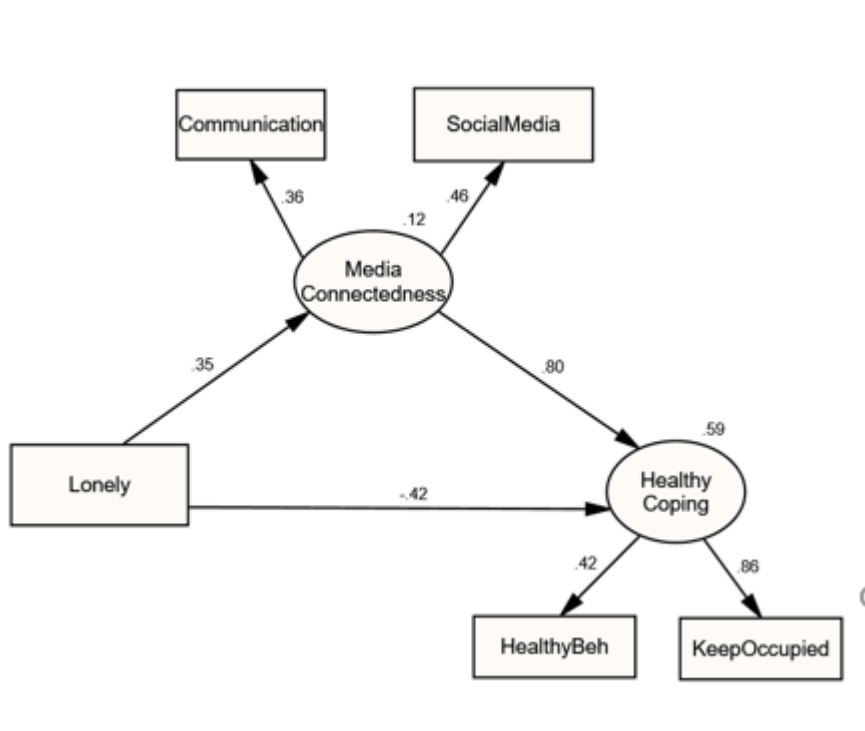 Communication
SocialMedia
.36
.46
.12
Media
Connectedness
.35
.80
.59
Lonely
-.42
Healthy
Coping
.42
.86
HealthyBeh
KeepOccupied